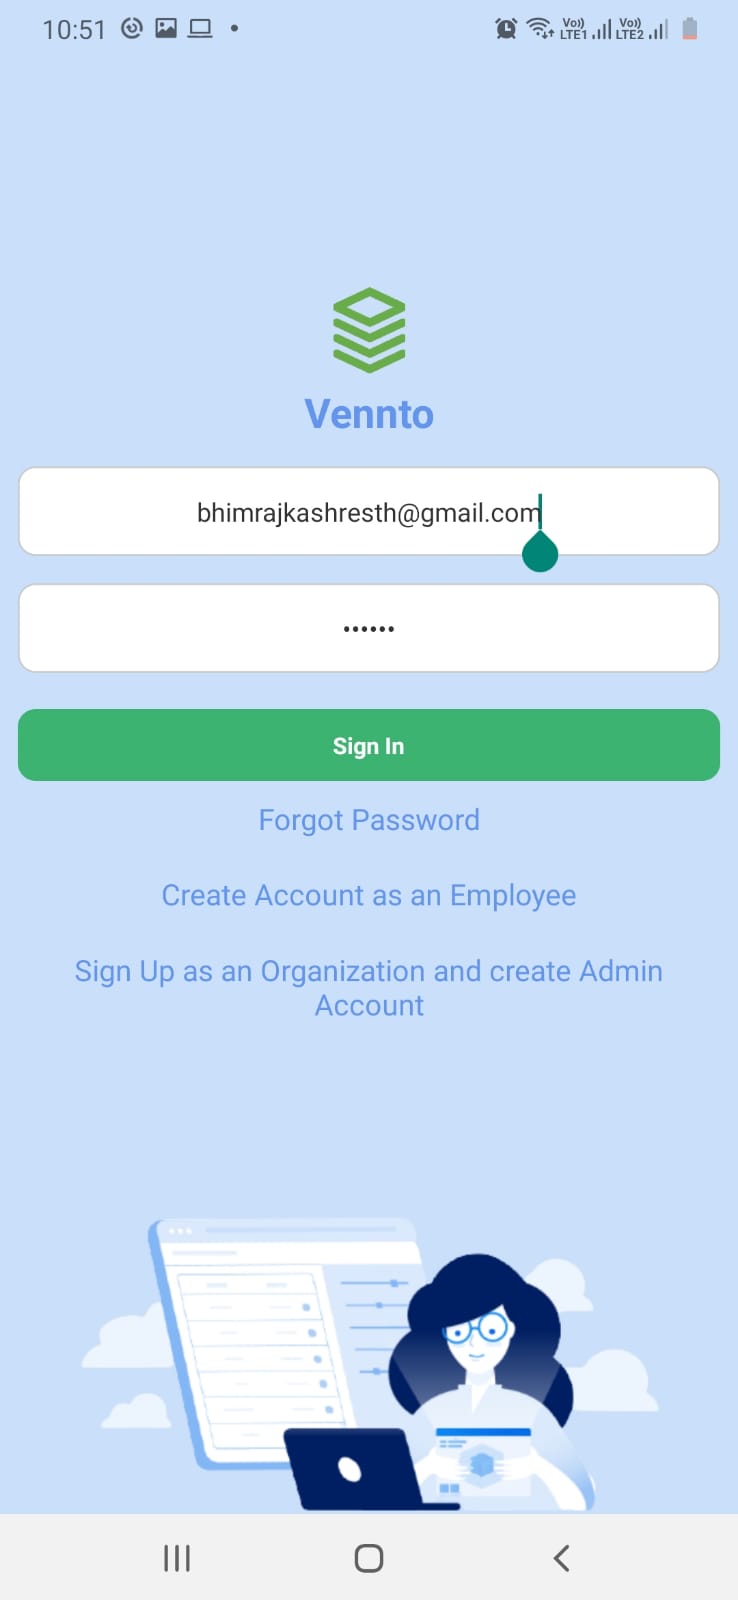 10:51
Vo)) LTE1 Vo)) LTE2
Vennto
bhimrajkashresth@gmail.com
••••••
Sign In
Forgot Password
Create Account as an Employee
Sign Up as an Organization and create Admin
Account